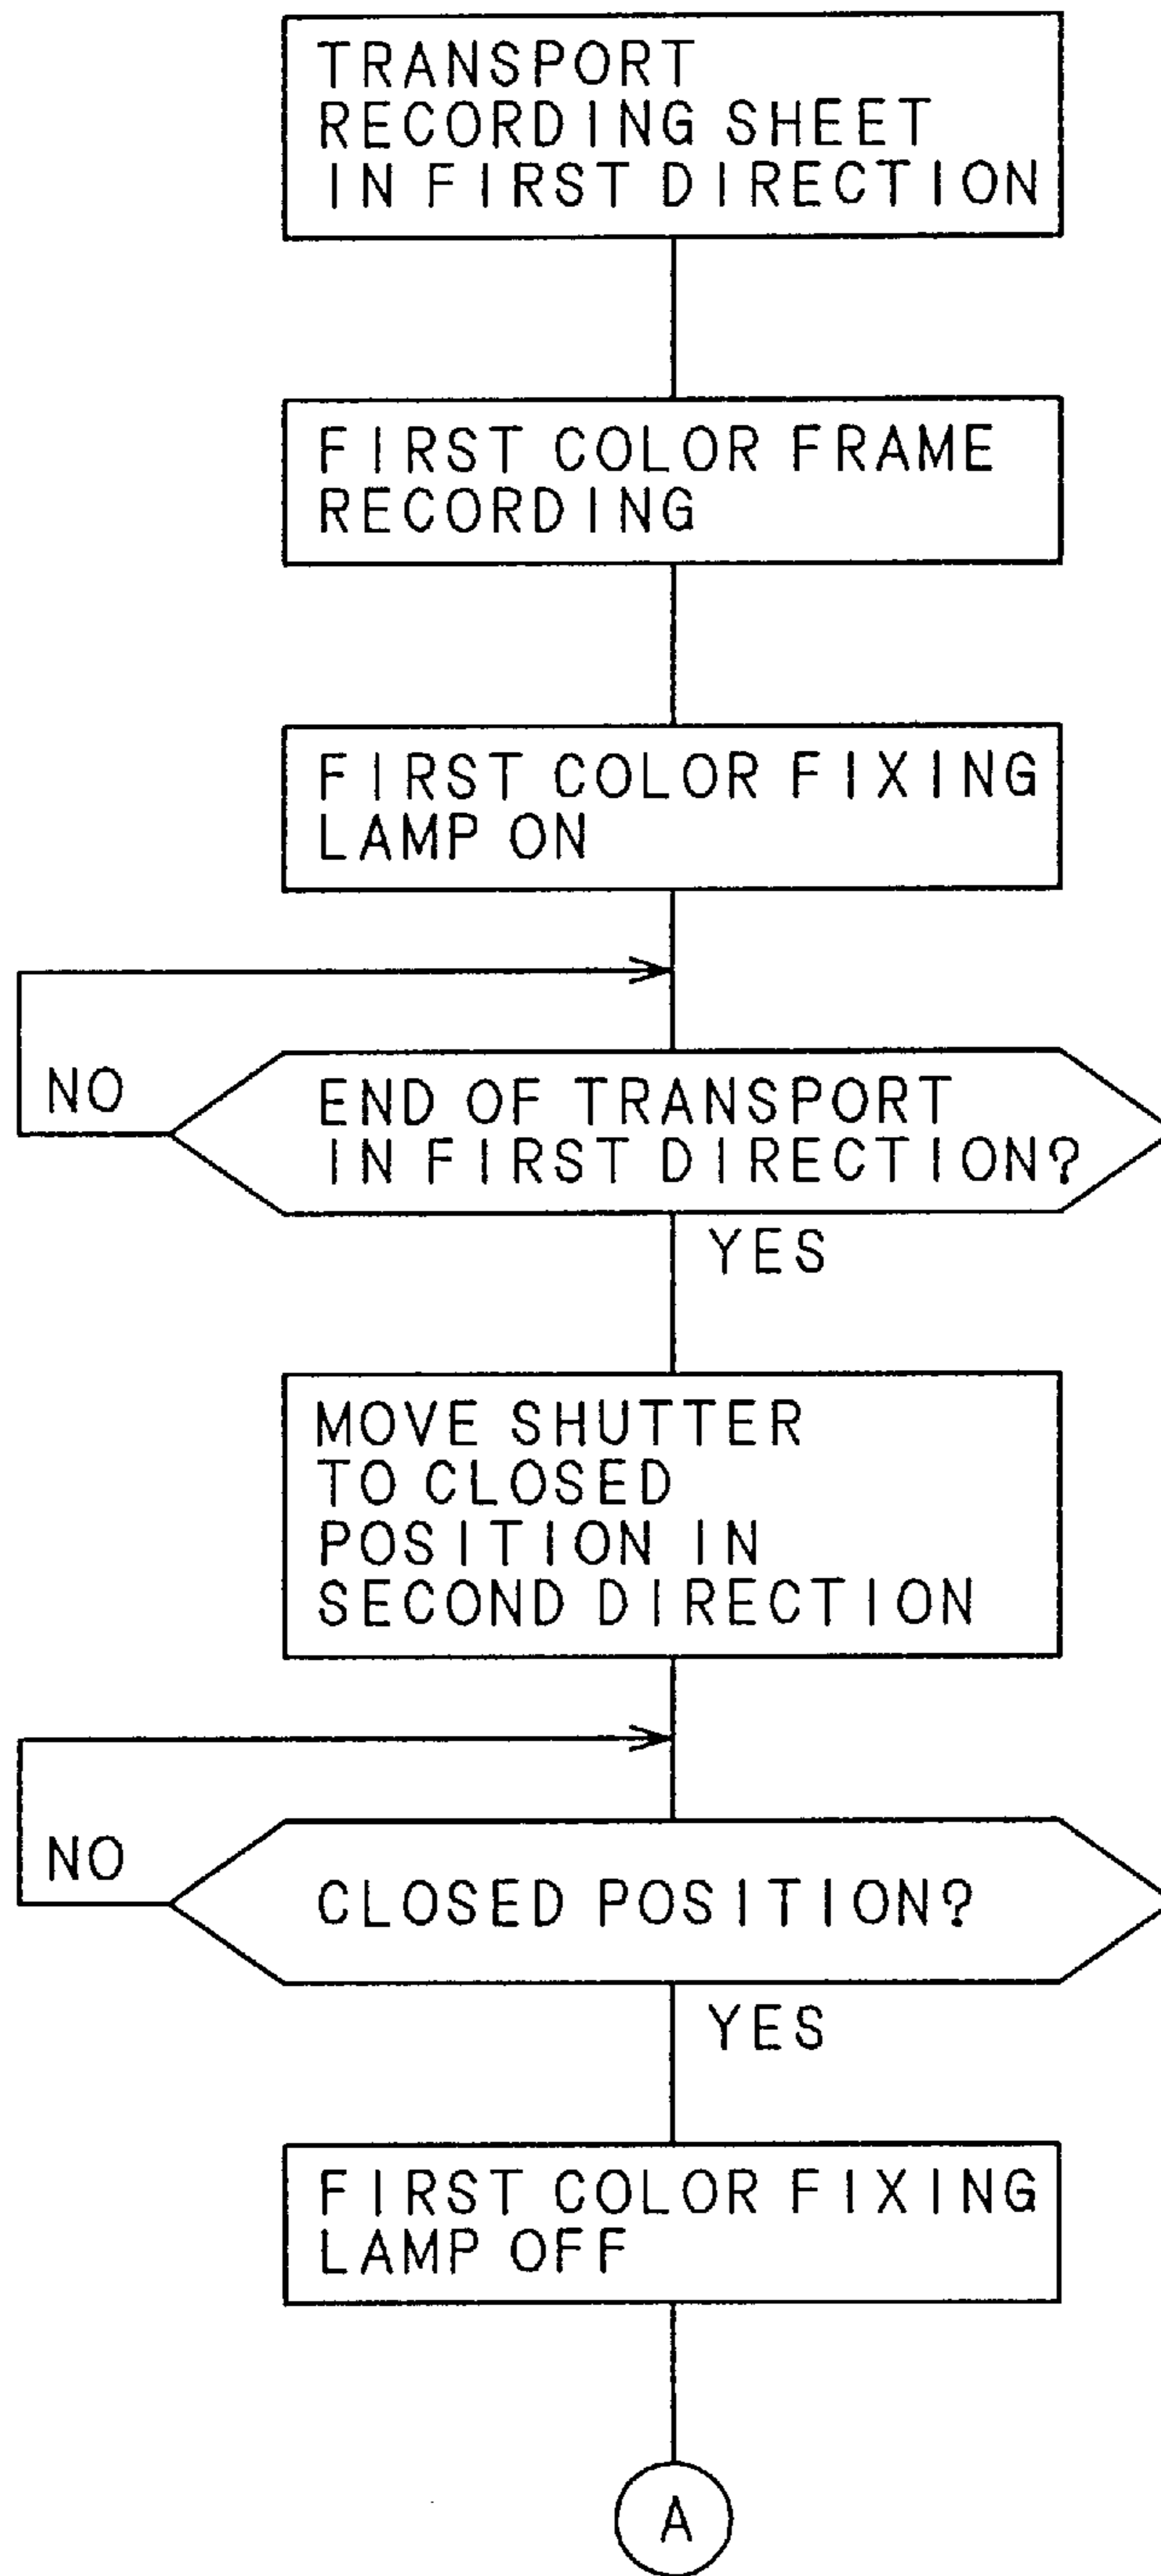 TRANSPORT
RECORDING SHEET
IN FIRST DIRECTION
FIRST COLOR FRAME
RECORDING
FIRST COLOR FIXING
LAMP ON
NO
END OF TRANSPORT
IN FIRST DIRECTION?
YES
MOVE SHUTTER
TO CLOSED
POSITION IN
SECOND DIRECTION
NO
CLOSED POSITION?
YES
FIRST COLOR FIXING
LAMP OFF
A